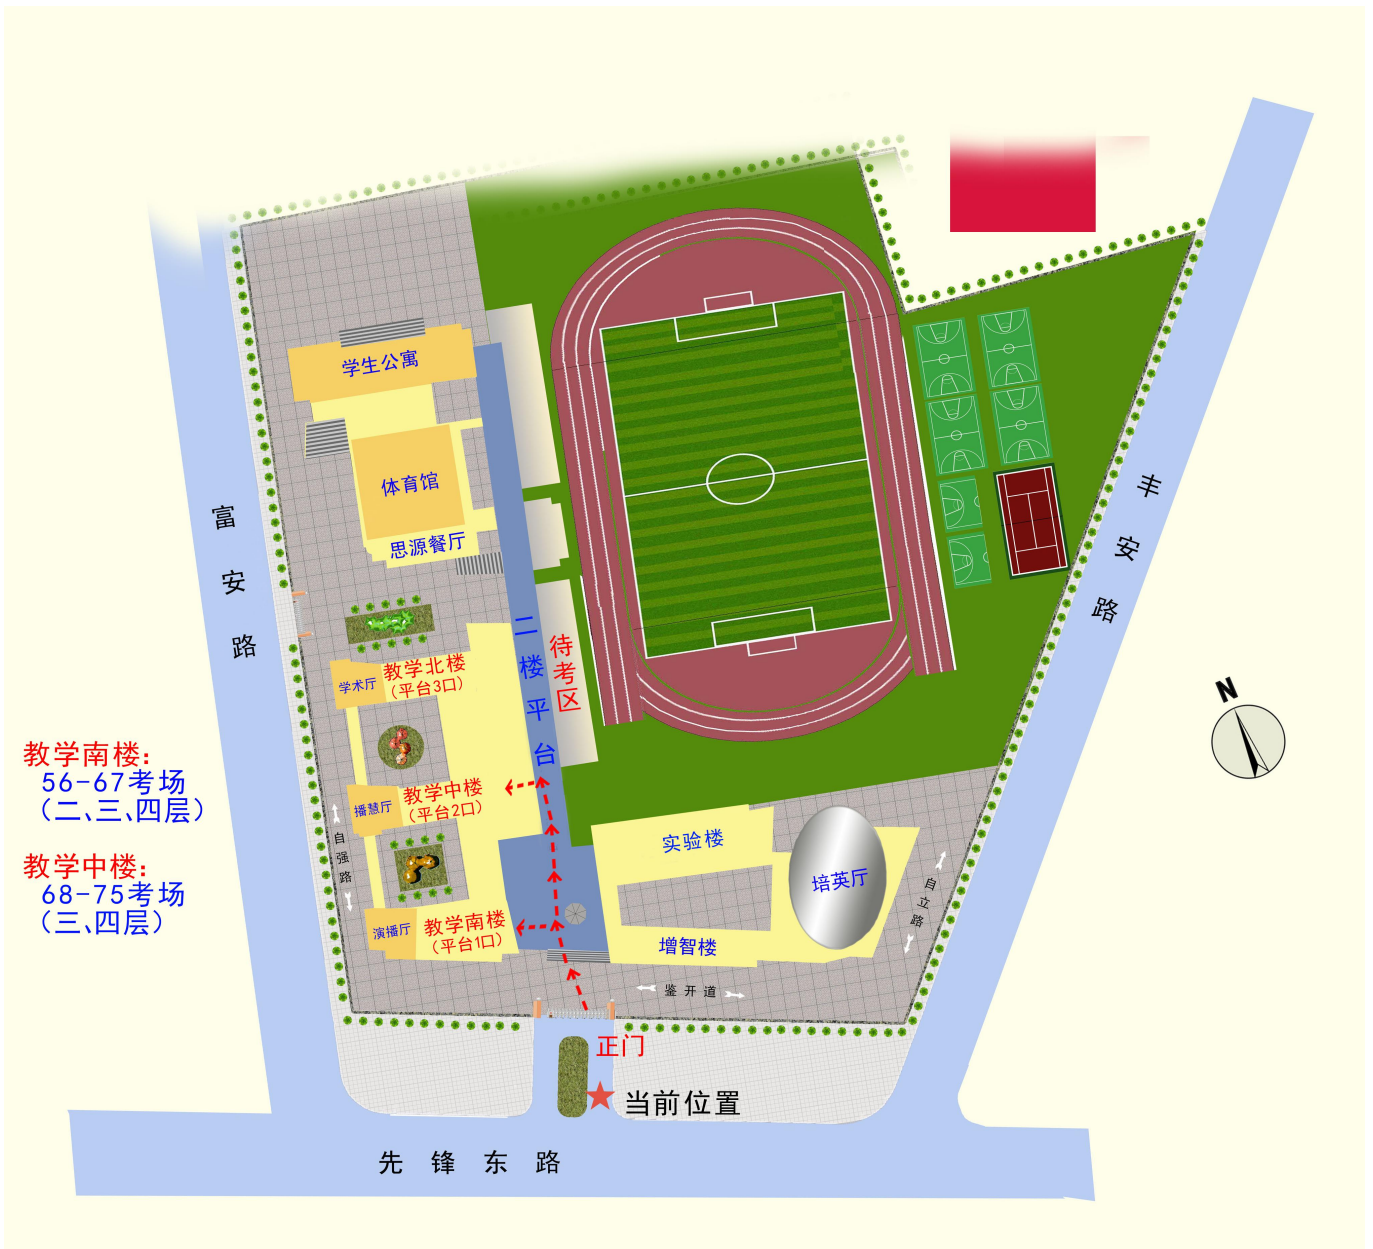 学生公寓
体育馆
思源餐厅
富安路
丰安路
二楼平台
待考区
学术厅
教学北楼
（平台3口）
N
教学南楼：
56-67考场
（二、三、四层）
教学中楼：
68-75考场
（三、四层）
播慧厅
教学中楼
（平台2口）
自强路
实验楼
培英厅
自立路
演播厅
教学南楼
（平台1口）
增智楼
鉴开道
正门
当前位置
先锋东路